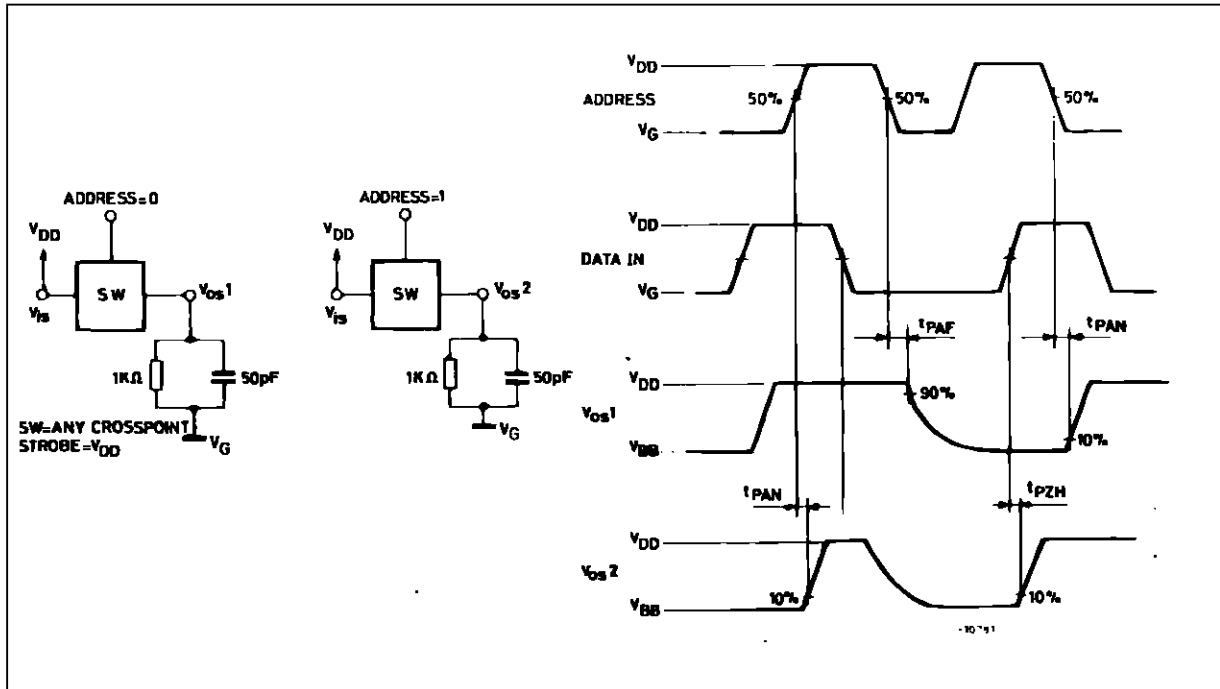 ADDRESS=0
VDD
SW
Vis
Vos1
1KΩ
50pF
VG
SW=ANY CROSSPOINT
STROBE=VDD
ADDRESS=1
VDD
SW
Vis
Vos2
1KΩ
50pF
VG
VDD
ADDRESS
50%
50%
50%
VG
VDD
DATA IN
VG
tPAF
tPAN
VDD
90%
Vos1
VBB
10%
tPAN
tPZH
VDD
Vos2
10%
10%
VBB